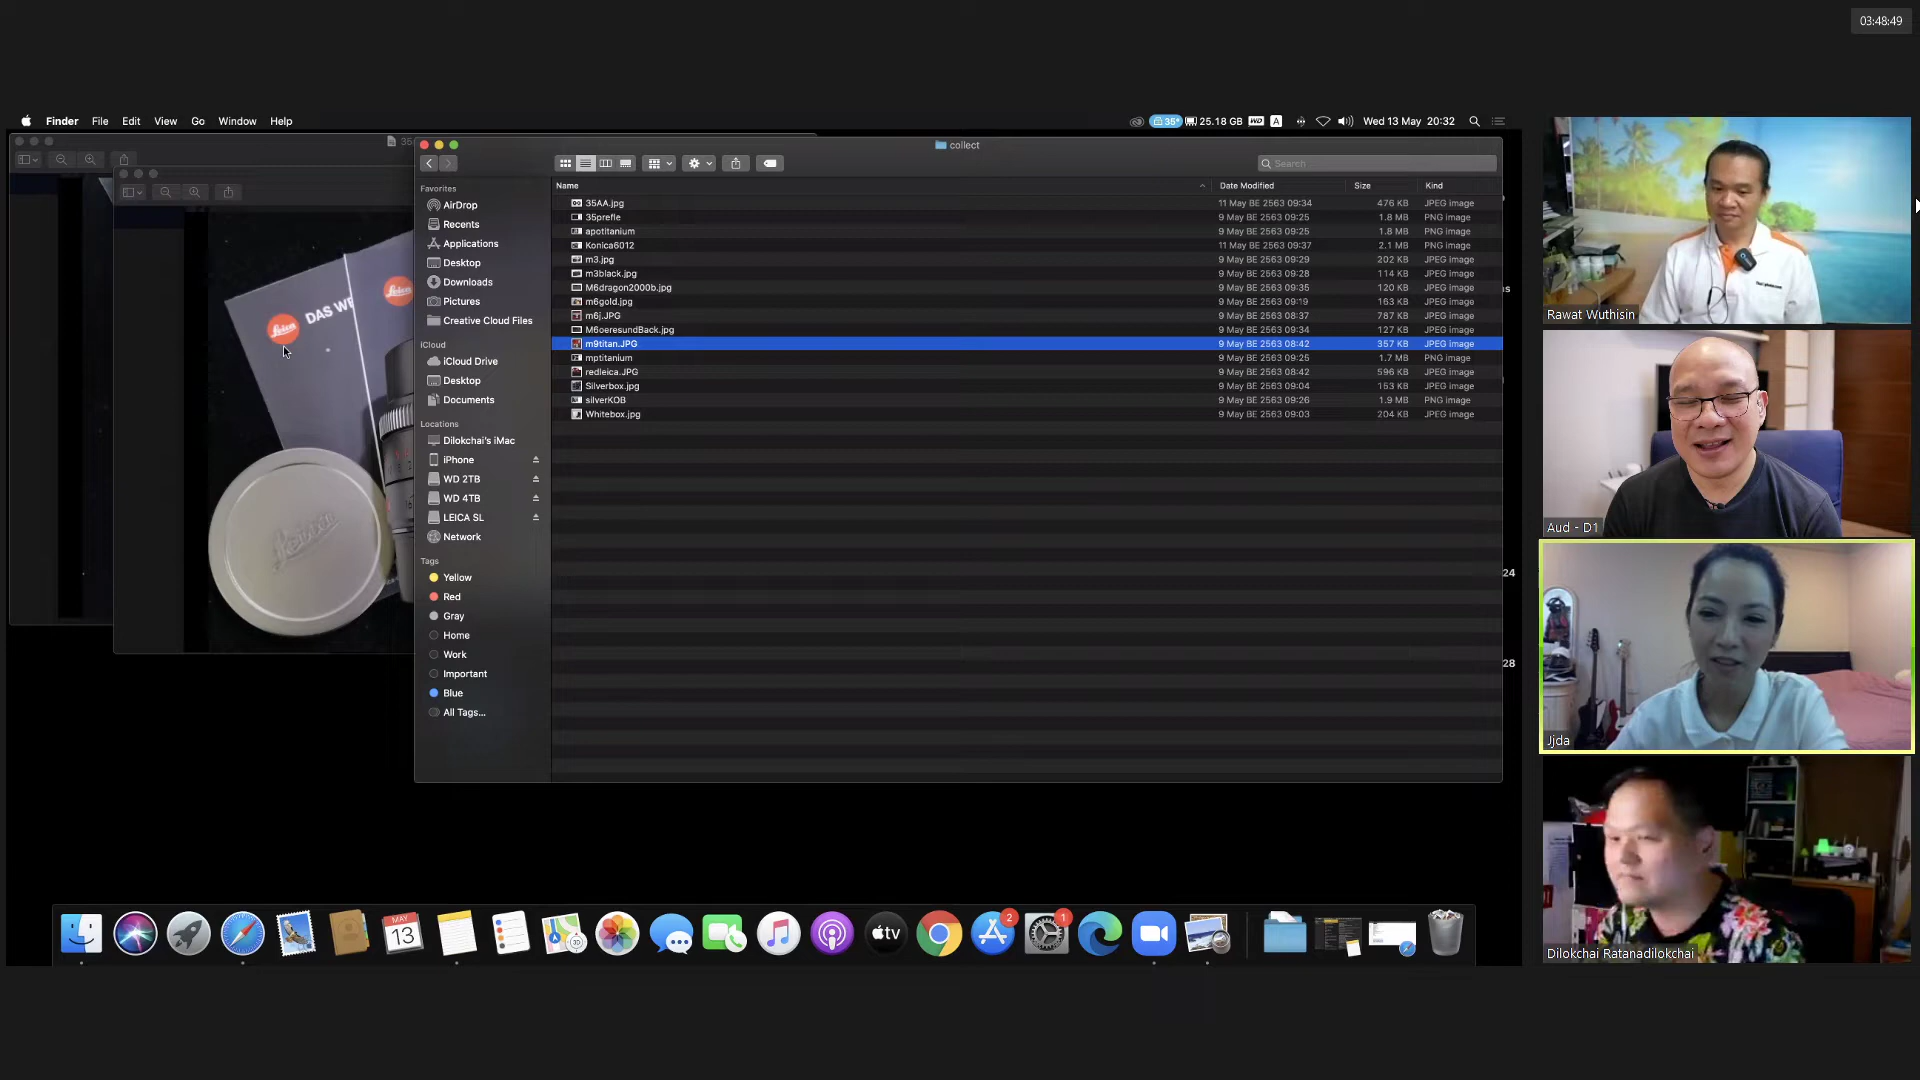 03:48:49
Finder File Edit View Go Window Help
35° 25.18 GB A Wed 13 May 20:32
35
collect
Search
Favorites
AirDrop
Recents
Applications
Desktop
Downloads
Pictures
Creative Cloud Files
iCloud
iCloud Drive
Desktop
Documents
Locations
Dilokchai's iMac
iPhone
WD 2TB
WD 4TB
LEICA SL
Network
Tags
Yellow
Red
Gray
Home
Work
Important
Blue
All Tags...
Name Date Modified Size Kind
35AA.jpg 11 May BE 2563 09:34 476 KB JPEG image
35prefle 9 May BE 2563 09:25 1.8 MB PNG image
apotitanium 9 May BE 2563 09:25 1.8 MB PNG image
Konica6012 11 May BE 2563 09:37 2.1 MB PNG image
m3.jpg 9 May BE 2563 09:29 202 KB JPEG image
m3black.jpg 9 May BE 2563 09:28 114 KB JPEG image
M6dragon2000b.jpg 9 May BE 2563 09:35 120 KB JPEG image
m6gold.jpg 9 May BE 2563 09:19 163 KB JPEG image
m6j.JPG 9 May BE 2563 08:37 787 KB JPEG image
M6oeresundBack.jpg 9 May BE 2563 09:34 127 KB JPEG image
m9titan.JPG 9 May BE 2563 08:42 357 KB JPEG image
mptitanium 9 May BE 2563 09:25 1.7 MB PNG image
redleica.JPG 9 May BE 2563 08:42 596 KB JPEG image
Silverbox.jpg 9 May BE 2563 09:04 153 KB JPEG image
silverKOB 9 May BE 2563 09:26 1.9 MB PNG image
Whitebox.jpg 9 May BE 2563 09:03 204 KB JPEG image
Leica
DAS WE
Leica
Leica
24
28
Rawat Wuthisin
Aud - D1
Jjda
Dilokchai Ratanadilokchai
MAY
13
3D
tv
2
1